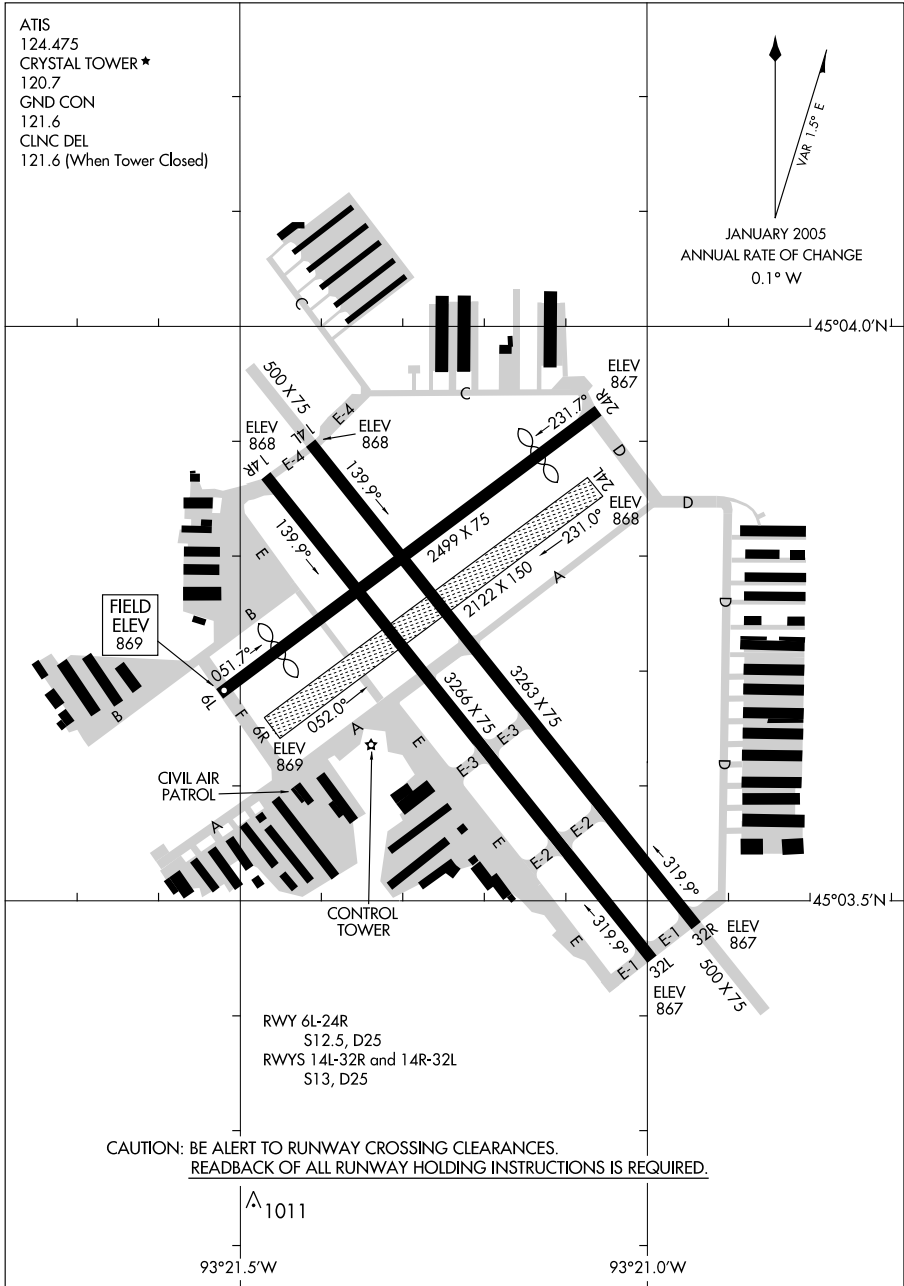 ATIS
124.475
CRYSTAL TOWER ★
120.7
GND CON
121.6
CLNC DEL
121.6 (When Tower Closed)
VAR 1.5° E
JANUARY 2005
ANNUAL RATE OF CHANGE
0.1° W
45°04.0'N
C
C
500 X 75
E-4
ELEV
867
24R
231.7°
ELEV
868
14R
14L
ELEV
868
E-4
D
139.9°
139.9°
24L
ELEV
868
D
231.0°
2499 X 75
2122 X 150
A
E
B
D
FIELD
ELEV
869
051.7°
6L
F
6R
052.0°
B
ELEV
869
A
E
3266 X 75
3263 X 75
E-3
E-3
D
CIVIL AIR
PATROL
A
E
E-2
E-2
319.9°
319.9°
45°03.5'N
CONTROL
TOWER
E
E-1
E-1
32L
32R
ELEV
867
ELEV
867
500 X 75
RWY 6L-24R
S12.5, D25
RWYS 14L-32R and 14R-32L
S13, D25
CAUTION: BE ALERT TO RUNWAY CROSSING CLEARANCES.
READBACK OF ALL RUNWAY HOLDING INSTRUCTIONS IS REQUIRED.
1011
93°21.5'W
93°21.0'W